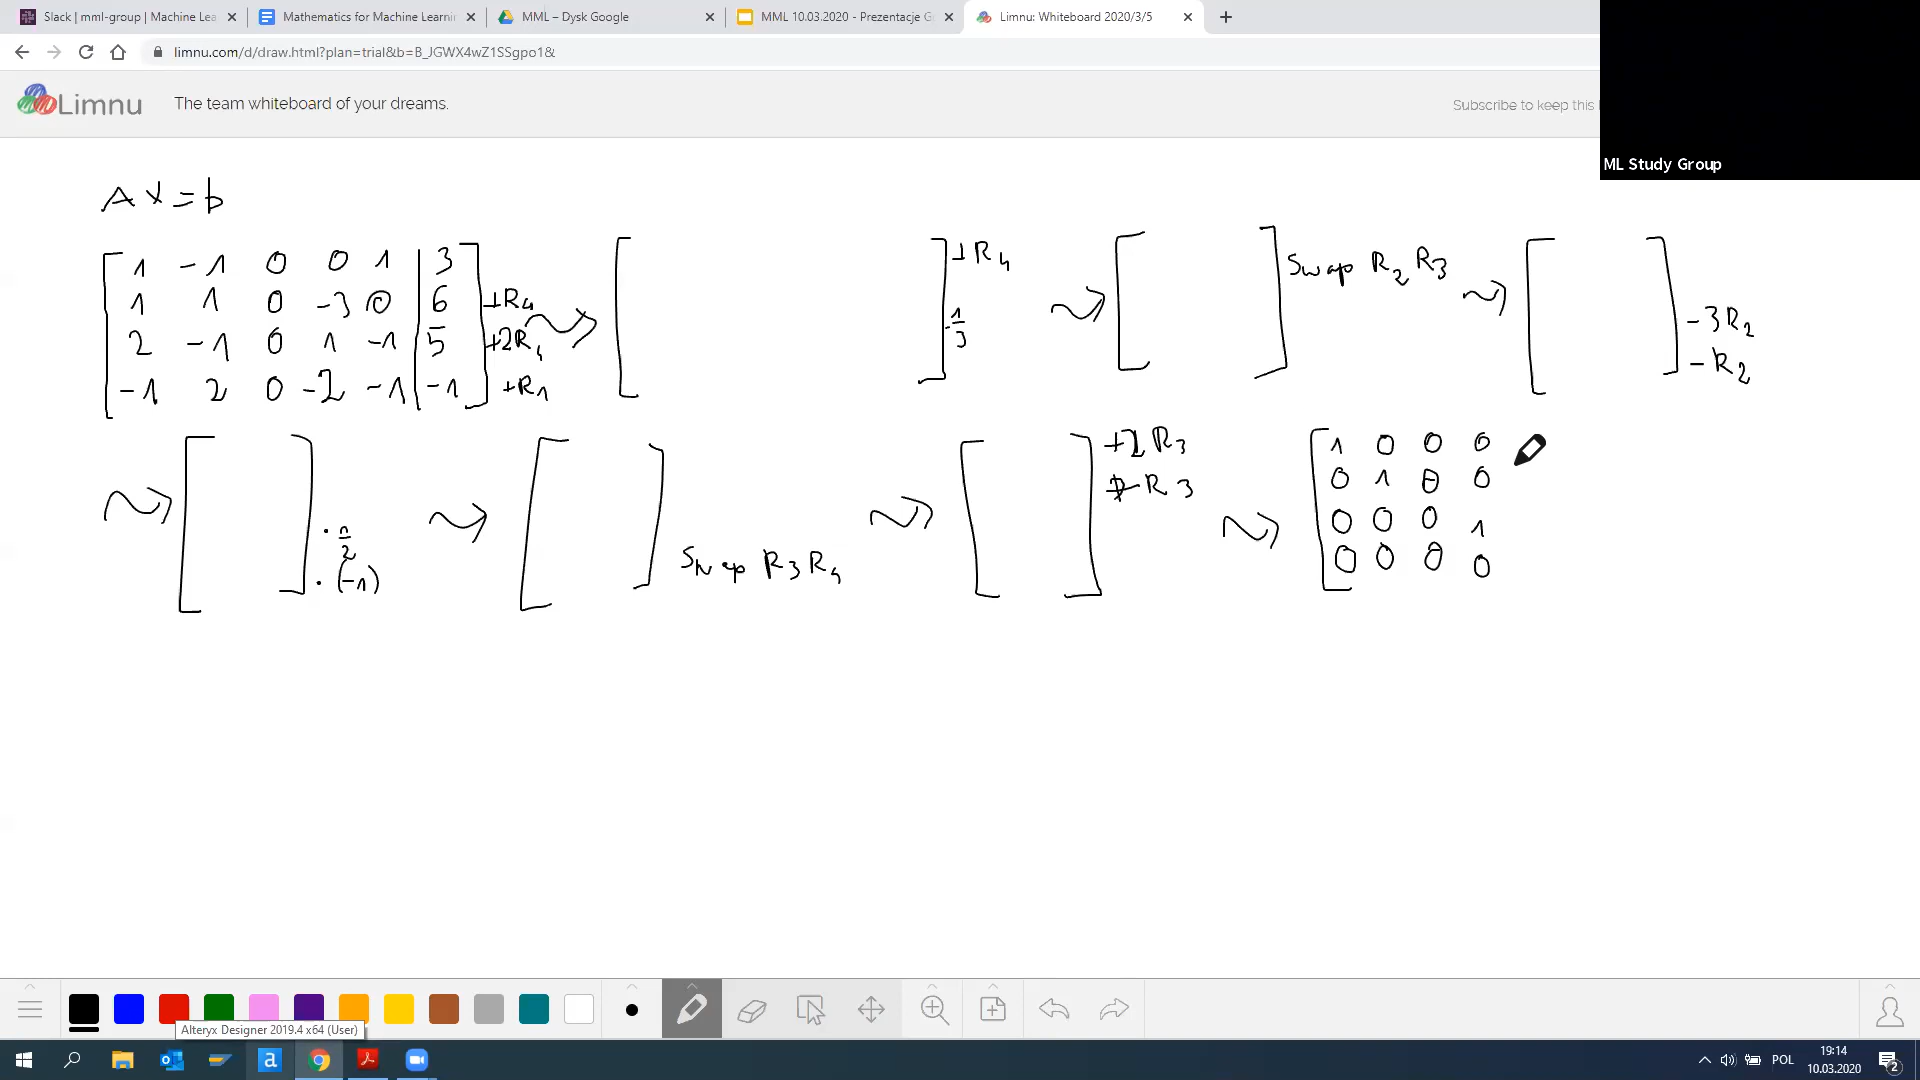 Slack | mml-group | Machine Lea
Mathematics for Machine Learnin
MML – Dysk Google
MML 10.03.2020 - Prezentacje G
Limnu: Whiteboard 2020/3/5
limnu.com/d/draw.html?plan=trial&b=B_JGWX4wZ1SSgpo1&
Limnu
The team whiteboard of your dreams.
Subscribe to keep this
ML Study Group
AX=b
1 -1 0 0 1 | 3
1 1 0 -3 0 | 6 +R4
2 -1 0 1 -1 | 5 +2R4
-1 2 0 -2 -1 | -1 +R1
+R4
·1/3
Swap R2 R3
-3R2
-R2
·1/2
·(-1)
Swap R3 R4
+2R3
R3
1 0 0 0
0 1 0 0
0 0 0 1
0 0 0 0
Alteryx Designer 2019.4 x64 (User)
a
POL
19:14
10.03.2020
2